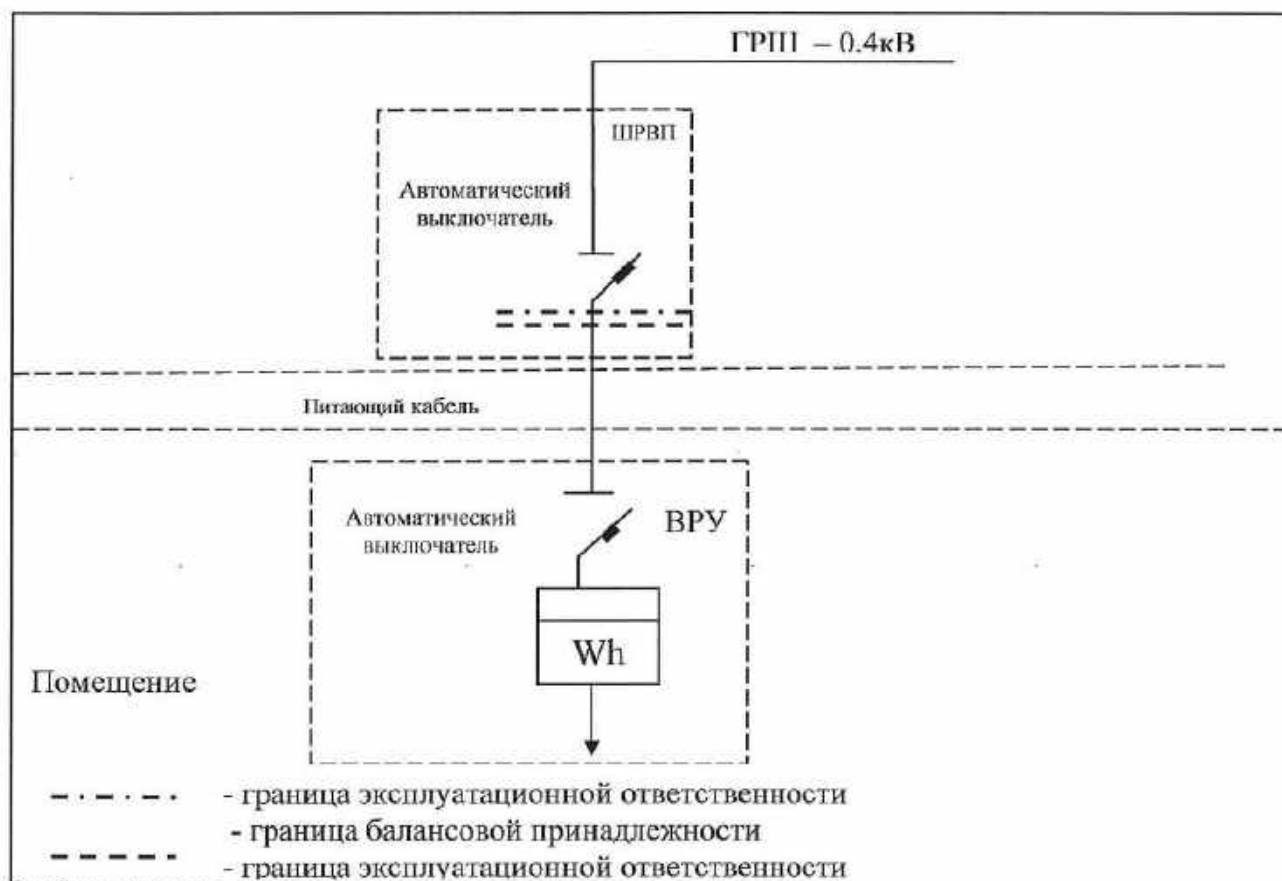 ГРЩ – 0.4кВ
ШРВП
Автоматический
выключатель
Питающий кабель
Автоматический
выключатель
ВРУ
Wh
Помещение
- граница эксплуатационной ответственности
- граница балансовой принадлежности
- граница эксплуатационной ответственности